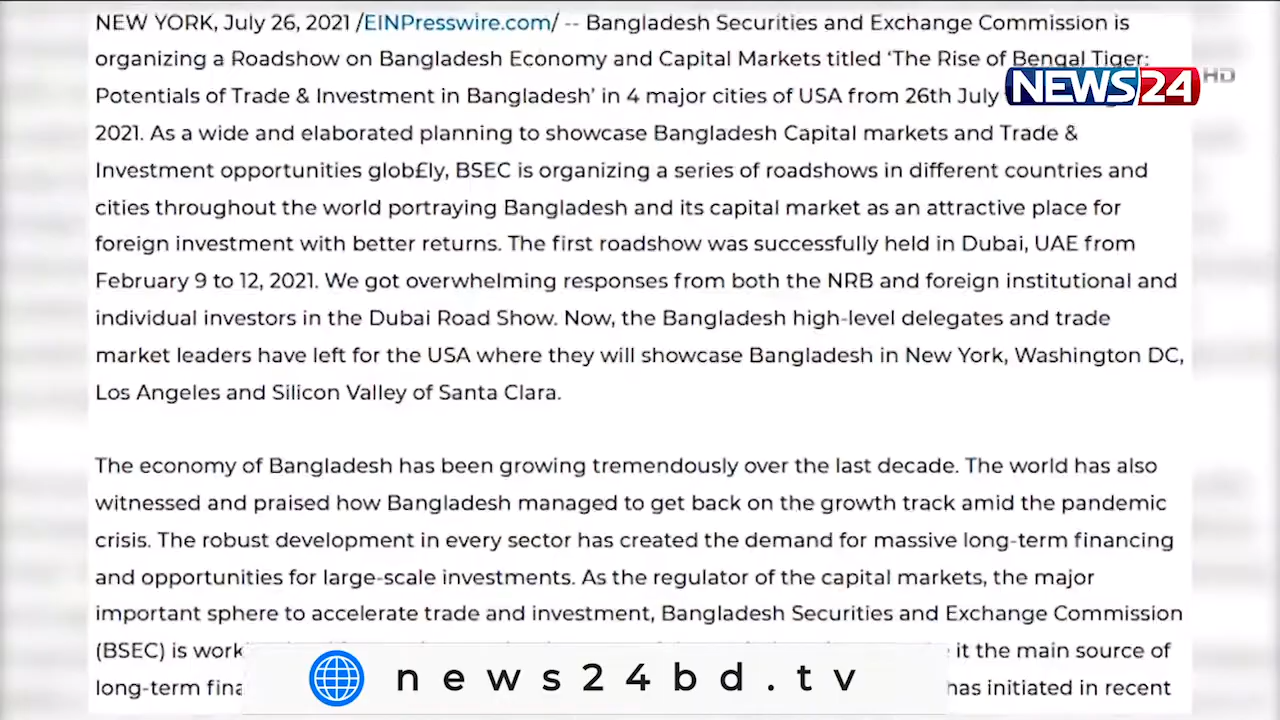 NEW YORK, July 26, 2021 /EINPresswire.com/ -- Bangladesh Securities and Exchange Commission is
organizing a Roadshow on Bangladesh Economy and Capital Markets titled ‘The Rise of Bengal Tiger:
Potentials of Trade & Investment in Bangladesh’ in 4 major cities of USA from 26th July
NEWS24 HD
2021. As a wide and elaborated planning to showcase Bangladesh Capital markets and Trade &
Investment opportunities glob£ly, BSEC is organizing a series of roadshows in different countries and
cities throughout the world portraying Bangladesh and its capital market as an attractive place for
foreign investment with better returns. The first roadshow was successfully held in Dubai, UAE from
February 9 to 12, 2021. We got overwhelming responses from both the NRB and foreign institutional and
individual investors in the Dubai Road Show. Now, the Bangladesh high-level delegates and trade
market leaders have left for the USA where they will showcase Bangladesh in New York, Washington DC,
Los Angeles and Silicon Valley of Santa Clara.
The economy of Bangladesh has been growing tremendously over the last decade. The world has also
witnessed and praised how Bangladesh managed to get back on the growth track amid the pandemic
crisis. The robust development in every sector has created the demand for massive long-term financing
and opportunities for large-scale investments. As the regulator of the capital markets, the major
important sphere to accelerate trade and investment, Bangladesh Securities and Exchange Commission
(BSEC) is work it the main source of
long-term fina has initiated in recent
news24bd.tv